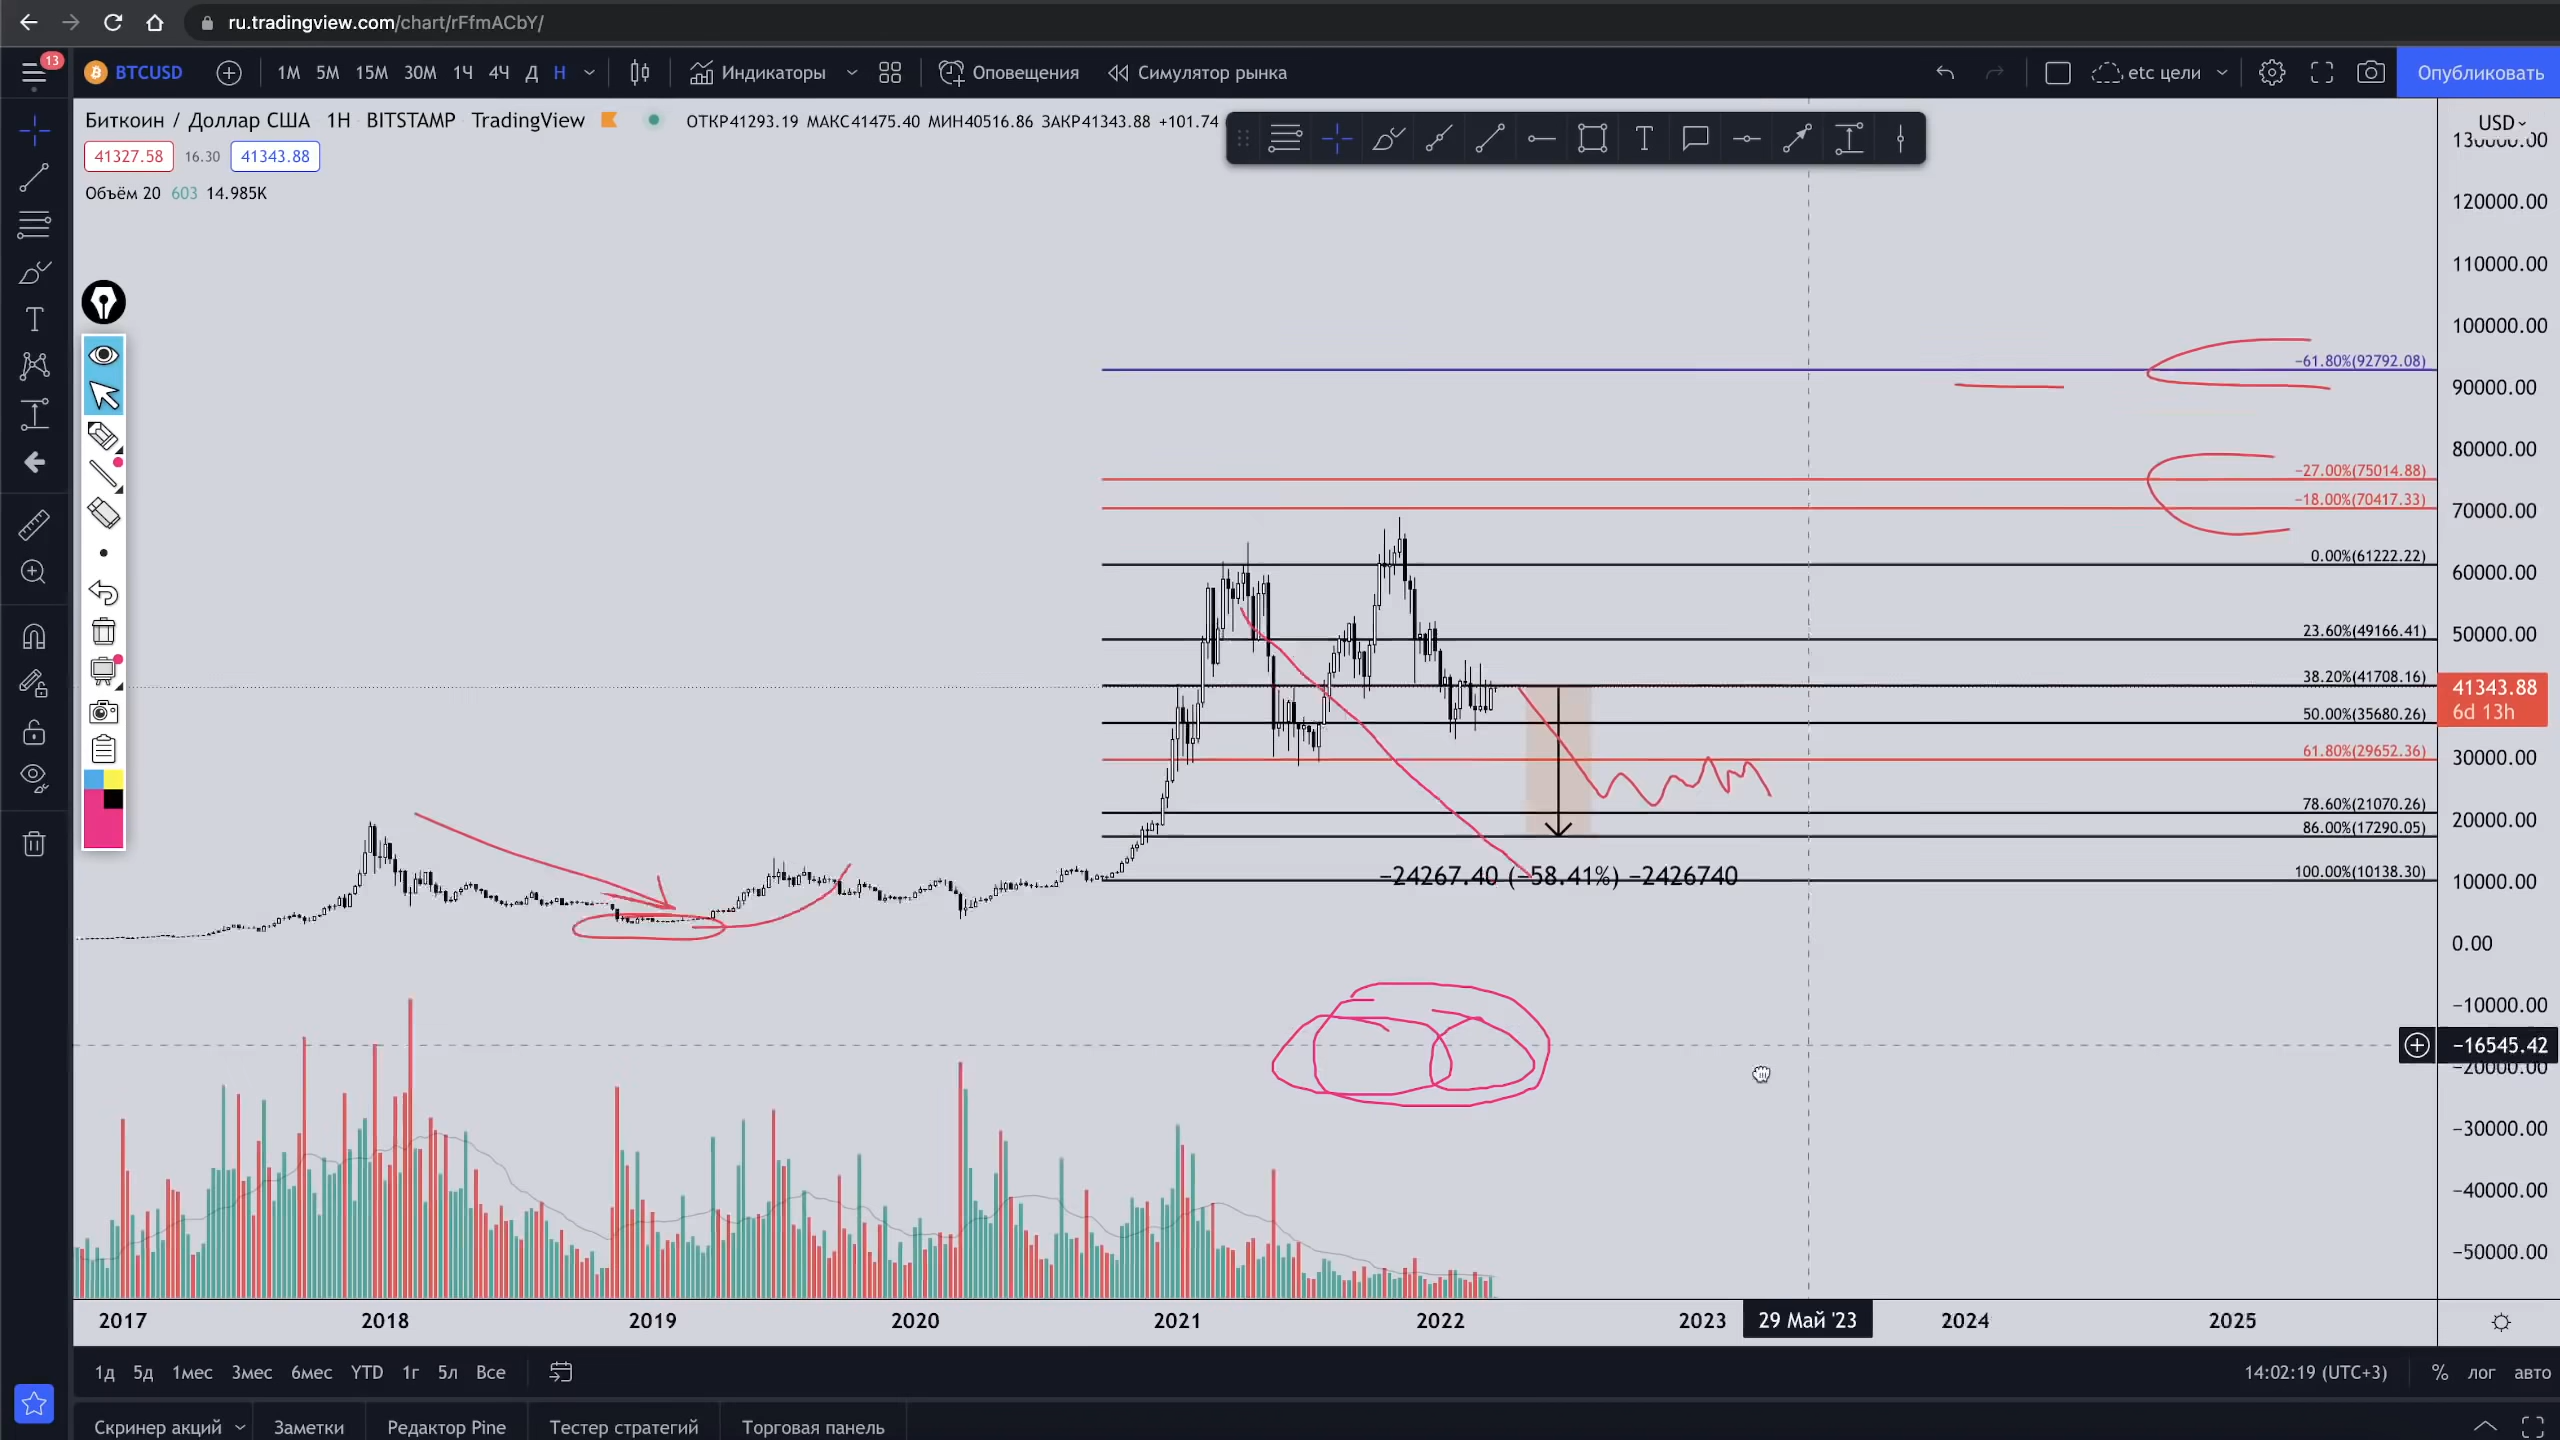 ru.tradingview.com/chart/rFfmACbY/
13
BTCUSD 1М 5М 15М 30М 1Ч 4Ч Д Н Индикаторы Оповещения Симулятор рынка etc цели Опубликовать
Биткоин / Доллар США 1Н BITSTAMP TradingView ОТКР41293.19 МАКС41475.40 МИН40516.86 ЗАКР41343.88 +101.74
41327.58 16.30 41343.88
Объём 20 603 14.985K
T
T
USD
130000.00
120000.00
110000.00
100000.00
−61.80%(92792.08)
90000.00
80000.00
−27.00%(75014.88)
−18.00%(70417.33)
70000.00
0.00%(61222.22)
60000.00
23.60%(49166.41)
50000.00
38.20%(41708.16)
41343.88
6d 13h
50.00%(35680.26)
61.80%(29652.36)
30000.00
78.60%(21070.26)
20000.00
86.00%(17290.05)
100.00%(10138.30)
10000.00
−24267.40 (−58.41%) −2426740
0.00
−10000.00
−16545.42
−20000.00
−30000.00
−40000.00
−50000.00
2017 2018 2019 2020 2021 2022 2023 29 Май '23 2024 2025
1д 5д 1мес 3мес 6мес YTD 1г 5л Все 14:02:19 (UTC+3) % лог авто
Скринер акций Заметки Редактор Pine Тестер стратегий Торговая панель